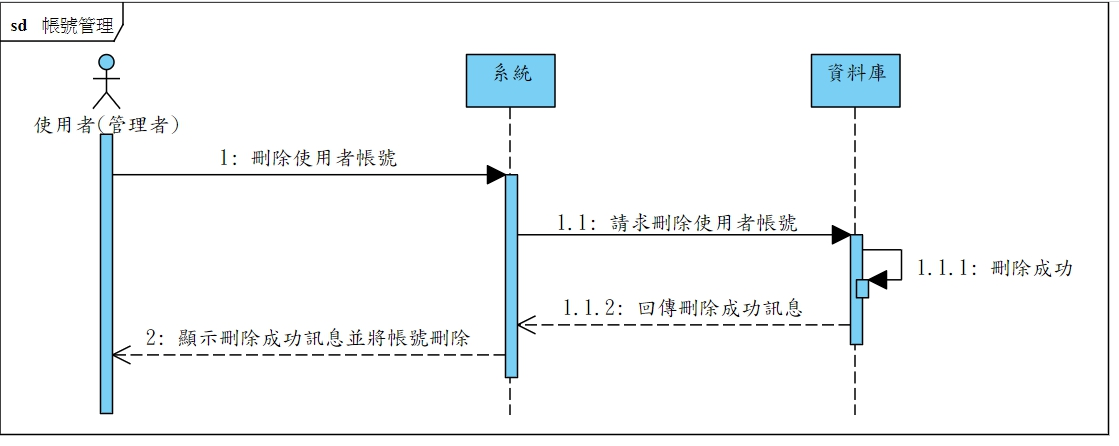 sd 帳號管理
系統
資料庫
使用者(管理者)
1: 刪除使用者帳號
1.1: 請求刪除使用者帳號
1.1.1: 刪除成功
1.1.2: 回傳刪除成功訊息
2: 顯示刪除成功訊息並將帳號刪除